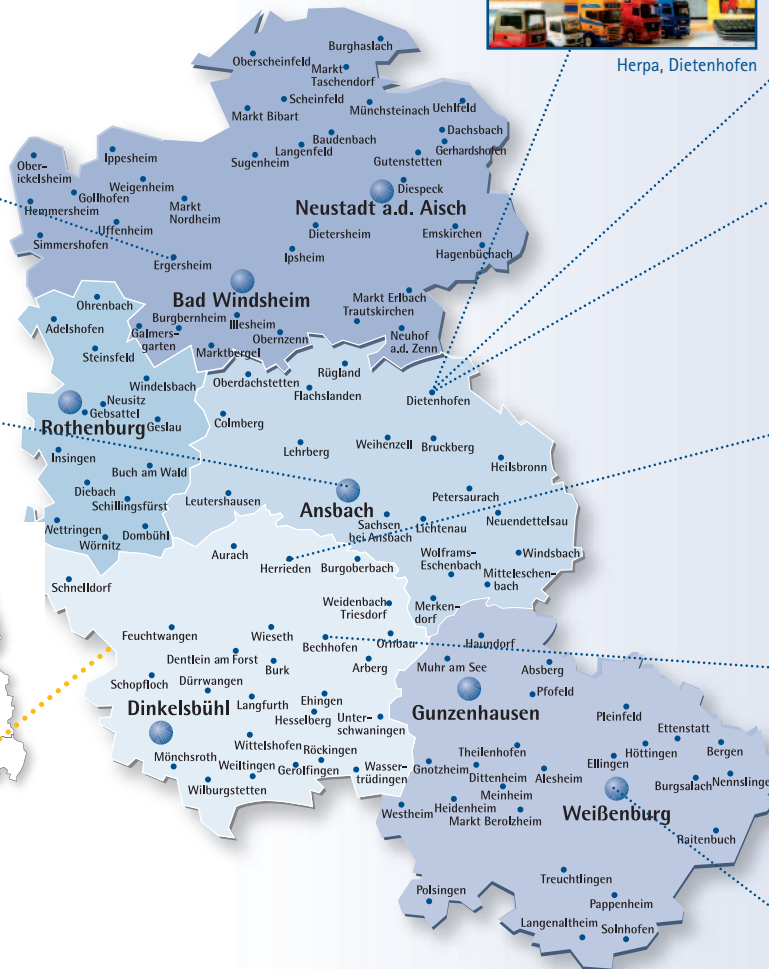 Herpa, Dietenhofen
Burghaslach
Oberscheinfeld
Markt
Taschendorf
Scheinfeld
Markt Bibart
Münchsteinach
Uehlfeld
Dachsbach
Baudenbach
Langenfeld
Gerhardshofen
Sugenheim
Gutenstetten
Ippesheim
Ober-
ickelsheim
Weigenheim
Gollhofen
Hemmersheim
Markt
Nordheim
Diespeck
Neustadt a.d. Aisch
Uffenheim
Simmershofen
Dietersheim
Emskirchen
Hagenbüchach
Ipsheim
Ergersheim
Bad Windsheim
Markt Erlbach
Trautskirchen
Ohrenbach
Adelshofen
Burgbernheim
Illesheim
Galmers-
garten
Obernzenn
Neuhof
a.d. Zenn
Marktbergel
Steinsfeld
Rügland
Oberdachstetten
Flachslanden
Windelsbach
Dietenhofen
Neusitz
Gebsattel
Rothenburg
Geslau
Colmberg
Lehrberg
Weihenzell
Bruckberg
Insingen
Heilsbronn
Buch am Wald
Diebach
Schillingsfürst
Leutershausen
Ansbach
Petersaurach
Wettringen
Wörnitz
Dombühl
Sachsen
bei Ansbach
Lichtenau
Neuendettelsau
Aurach
Herrieden
Burgoberbach
Wolframs-
Eschenbach
Windsbach
Mitteleschen-
bach
Schnelldorf
Weidenbach
Triesdorf
Merken-
dorf
Feuchtwangen
Wieseth
Bechhofen
Ornbau
Haundorf
Dentlein am Forst
Burk
Arberg
Muhr am See
Absberg
Schopfloch
Dürrwangen
Pfofeld
Dinkelsbühl
Langfurth
Ehingen
Hesselberg
Unter-
schwaningen
Gunzenhausen
Pleinfeld
Ettenstatt
Wittelshofen
Röckingen
Theilenhofen
Höttingen
Bergen
Mönchsroth
Weiltingen
Gerolfingen
Wasser-
trüdingen
Gnotzheim
Dittenheim
Alesheim
Ellingen
Wilburgstetten
Meinheim
Burgsalach
Nennslinge
Westheim
Heidenheim
Markt Berolzheim
Weißenburg
Raitenbuch
Treuchtlingen
Polsingen
Pappenheim
Langenaltheim
Solnhofen